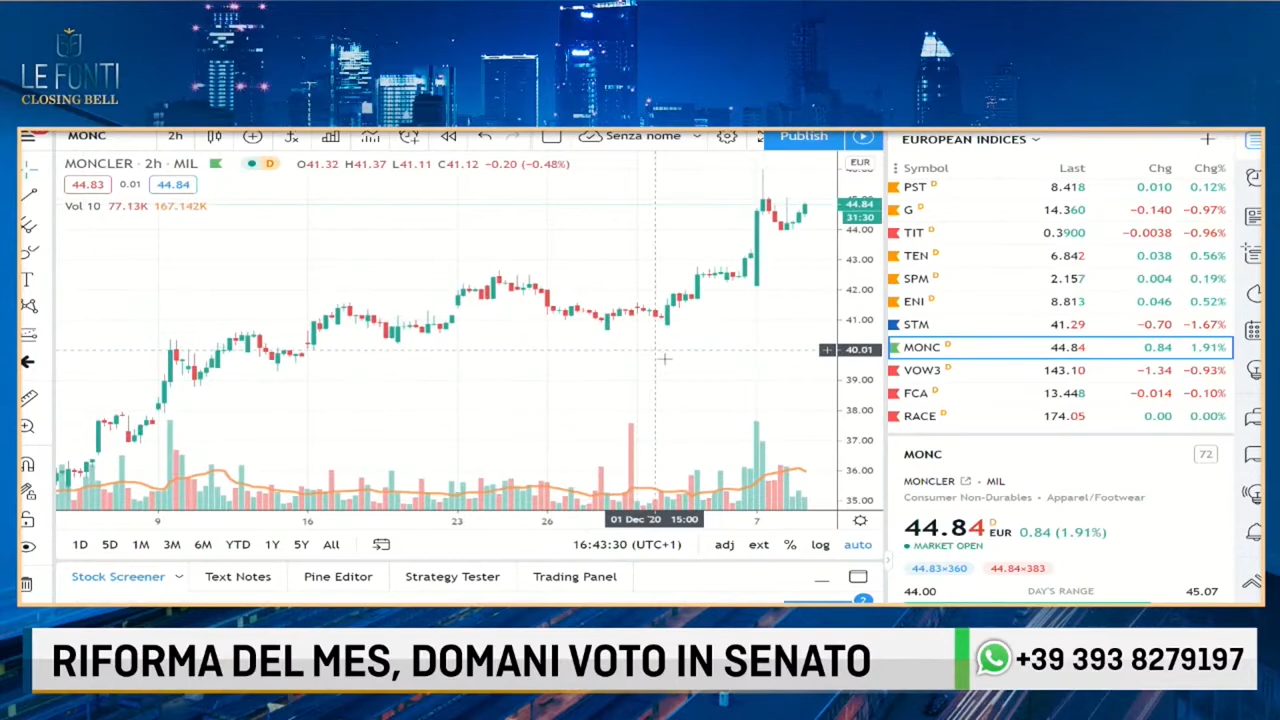 LE FONTI
CLOSING BELL
MONC 2h Senza nome Publish
MONCLER · 2h · MIL D O41.32 H41.37 L41.11 C41.12 −0.20 (−0.48%)
44.83 0.01 44.84
Vol 10 77.13K 167.142K
EUR
44.84
31:30
44.00
43.00
42.00
41.00
40.01
39.00
38.00
37.00
36.00
35.00
9 16 23 26 01 Dec '20 15:00 7
1D 5D 1M 3M 6M YTD 1Y 5Y All 16:43:30 (UTC+1) adj ext % log auto
Stock Screener Text Notes Pine Editor Strategy Tester Trading Panel
2
EUROPEAN INDICES
Symbol Last Chg Chg%
PST D 8.418 0.010 0.12%
G D 14.360 −0.140 −0.97%
TIT D 0.3900 −0.0038 −0.96%
TEN D 6.842 0.038 0.56%
SPM D 2.157 0.004 0.19%
ENI D 8.813 0.046 0.52%
STM 41.29 −0.70 −1.67%
MONC D 44.84 0.84 1.91%
VOW3 D 143.10 −1.34 −0.93%
FCA D 13.448 −0.014 −0.10%
RACE D 174.05 0.00 0.00%
MONC 72
MONCLER · MIL
Consumer Non-Durables • Apparel/Footwear
44.84 D EUR 0.84 (1.91%)
MARKET OPEN
44.83×360 44.84×383
44.00 DAY'S RANGE 45.07
RIFORMA DEL MES, DOMANI VOTO IN SENATO
+39 393 8279197